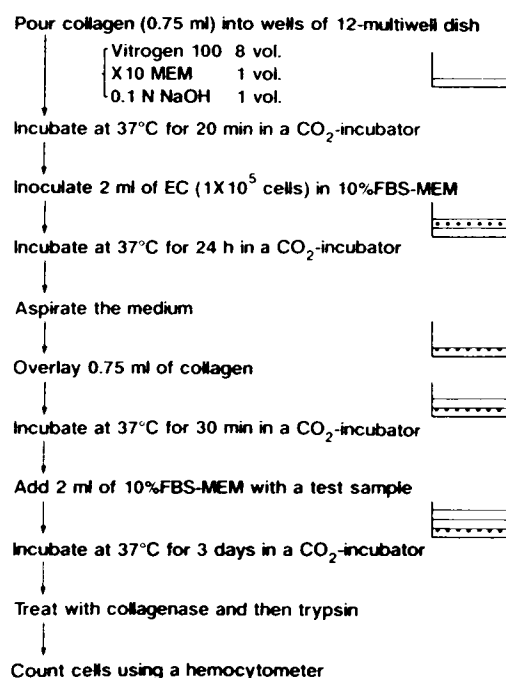 Pour collagen (0.75 ml) into wells of 12-multiwell dish
Vitrogen 100 8 vol.
X10 MEM 1 vol.
0.1 N NaOH 1 vol.
Incubate at 37°C for 20 min in a CO₂-incubator
Inoculate 2 ml of EC (1X10⁵ cells) in 10%FBS-MEM
Incubate at 37°C for 24 h in a CO₂-incubator
Aspirate the medium
Overlay 0.75 ml of collagen
Incubate at 37°C for 30 min in a CO₂-incubator
Add 2 ml of 10%FBS-MEM with a test sample
Incubate at 37°C for 3 days in a CO₂-incubator
Treat with collagenase and then trypsin
Count cells using a hemocytometer